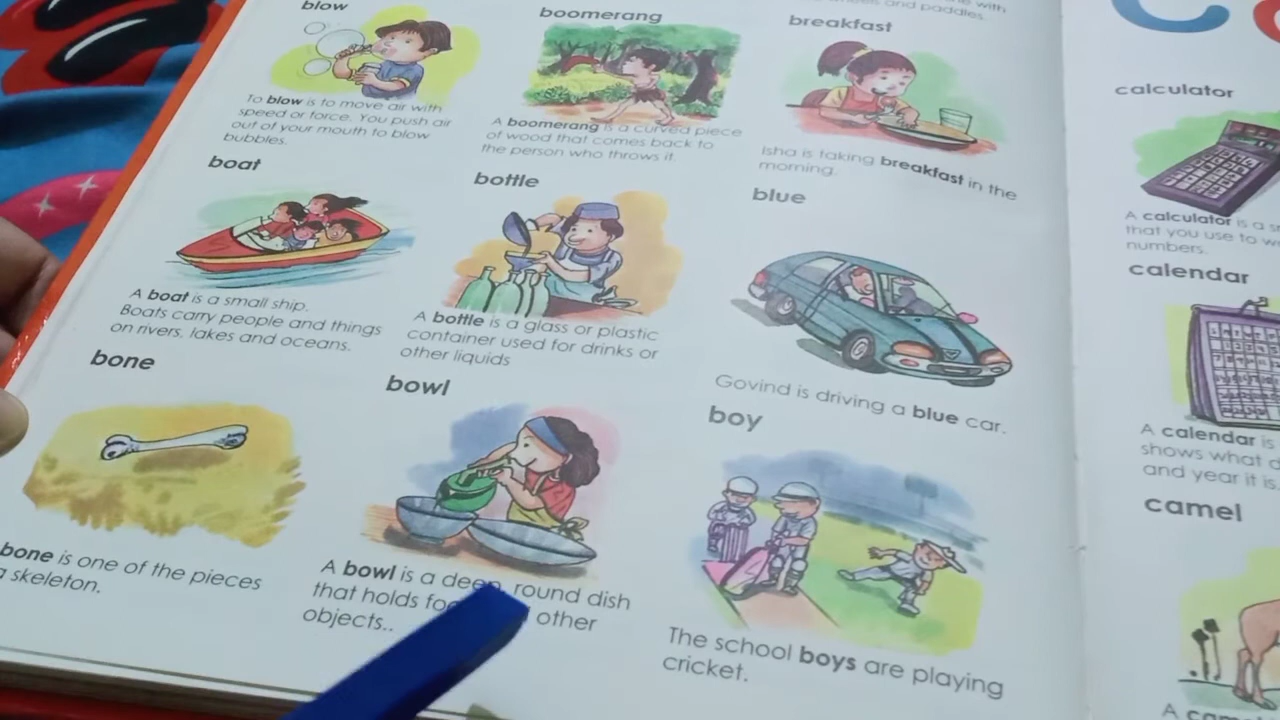 blow
To blow is to move air with
speed or force. You push air
out of your mouth to blow
bubbles.
boat
A boat is a small ship.
Boats carry people and things
on rivers, lakes and oceans.
bone
bone is one of the pieces
a skeleton.
boomerang
A boomerang is a curved piece
of wood that comes back to
the person who throws it.
bottle
A bottle is a glass or plastic
container used for drinks or
other liquids
bowl
A bowl is a deep, round dish
that holds other
objects..
with
and paddles.
breakfast
Isha is taking breakfast in the
morning.
blue
Govind is driving a blue car.
boy
The school boys are playing
cricket.
C
calculator
A calculator is a
that you use to
numbers.
calendar
A calendar is
shows what
and year it is.
camel
A